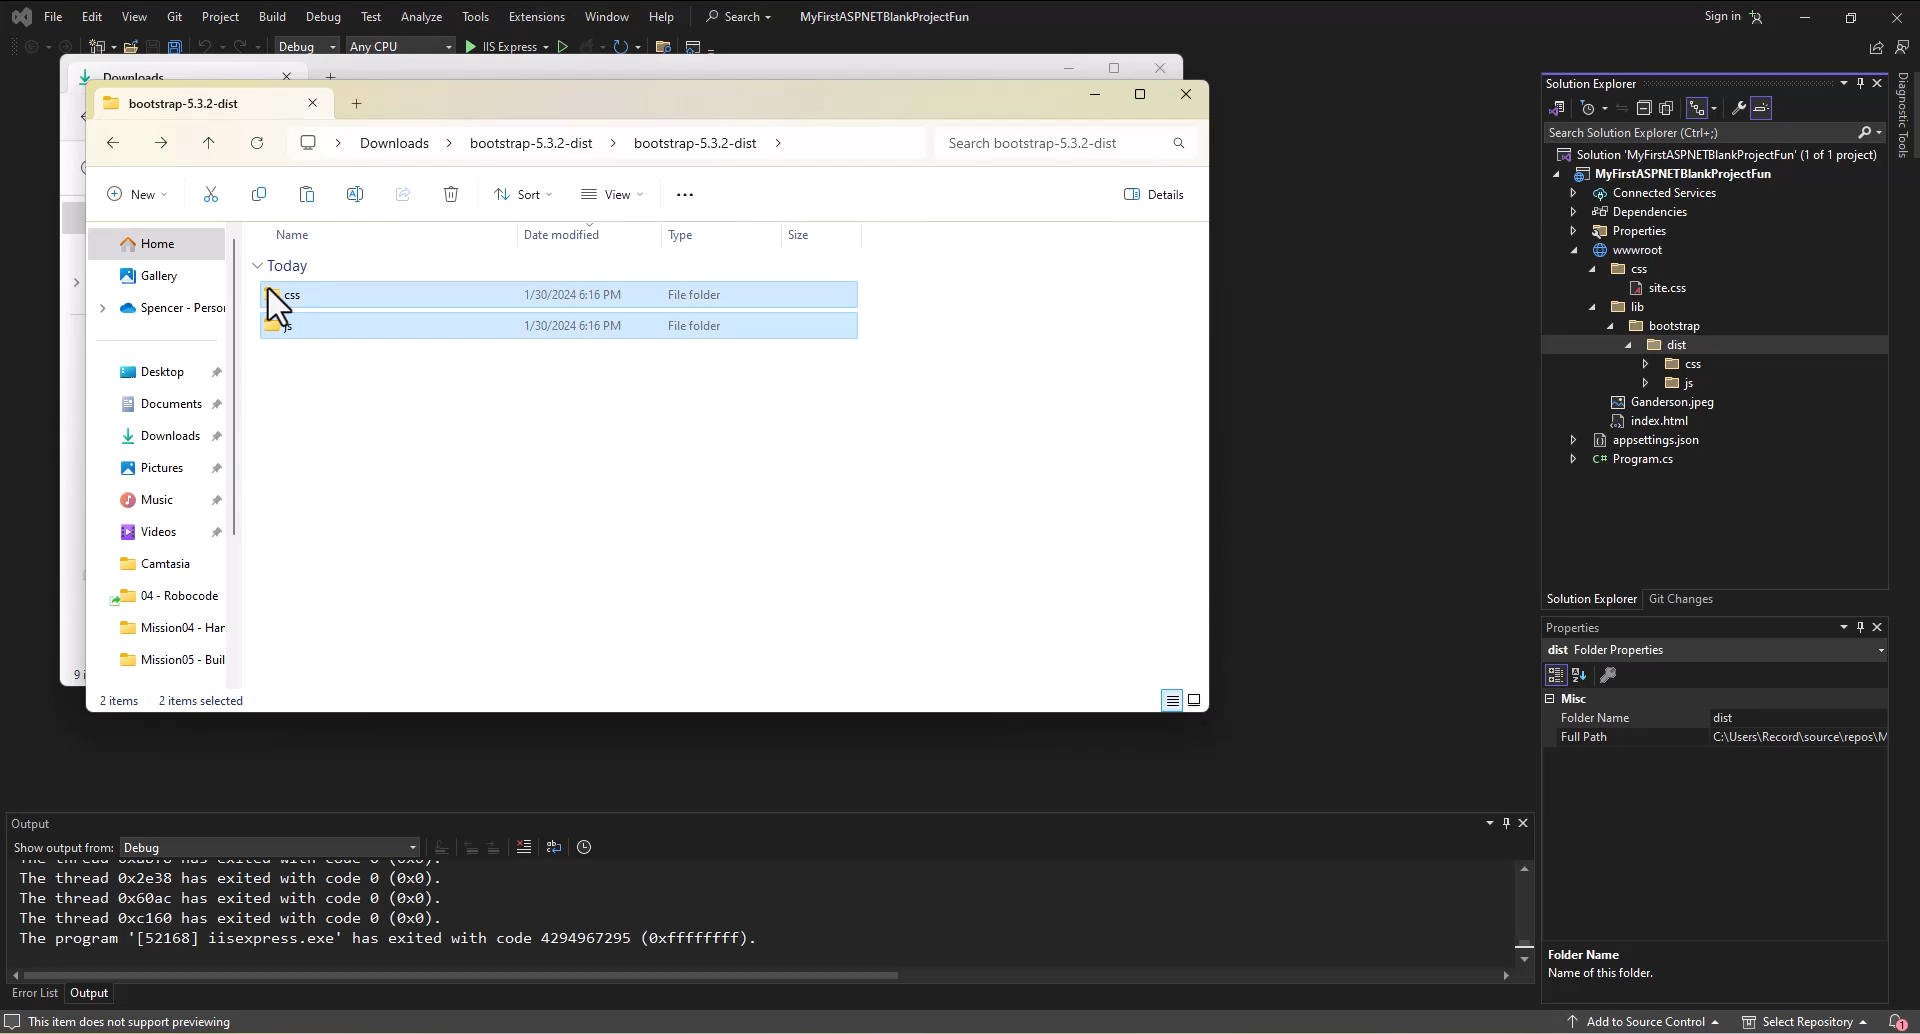 File Edit View Git Project Build Debug Test Analyze Tools Extensions Window Help Search MyFirstASPNETBlankProjectFun Sign in
Debug Any CPU IIS Express
Downloads
bootstrap-5.3.2-dist
Downloads bootstrap-5.3.2-dist bootstrap-5.3.2-dist Search bootstrap-5.3.2-dist
New Sort View Details
Name Date modified Type Size
Today
css 1/30/2024 6:16 PM File folder
js 1/30/2024 6:16 PM File folder
Home
Gallery
Spencer - Person
Desktop
Documents
Downloads
Pictures
Music
Videos
Camtasia
04 - Robocode
Mission04 - Han
Mission05 - Buil
9 i
2 items 2 items selected
Solution Explorer
Search Solution Explorer (Ctrl+;)
Solution 'MyFirstASPNETBlankProjectFun' (1 of 1 project)
MyFirstASPNETBlankProjectFun
Connected Services
Dependencies
Properties
wwwroot
css
site.css
lib
bootstrap
dist
css
js
Ganderson.jpeg
index.html
appsettings.json
C# Program.cs
Solution Explorer Git Changes
Diagnostic Tools
Properties
dist Folder Properties
Misc
Folder Name dist
Full Path C:\Users\Record\source\repos\M
Folder Name
Name of this folder.
Output
Show output from: Debug
The thread 0x2e38 has exited with code 0 (0x0).
The thread 0x60ac has exited with code 0 (0x0).
The thread 0xc160 has exited with code 0 (0x0).
The program '[52168] iisexpress.exe' has exited with code 4294967295 (0xffffffff).
Error List Output
This item does not support previewing Add to Source Control Select Repository 1